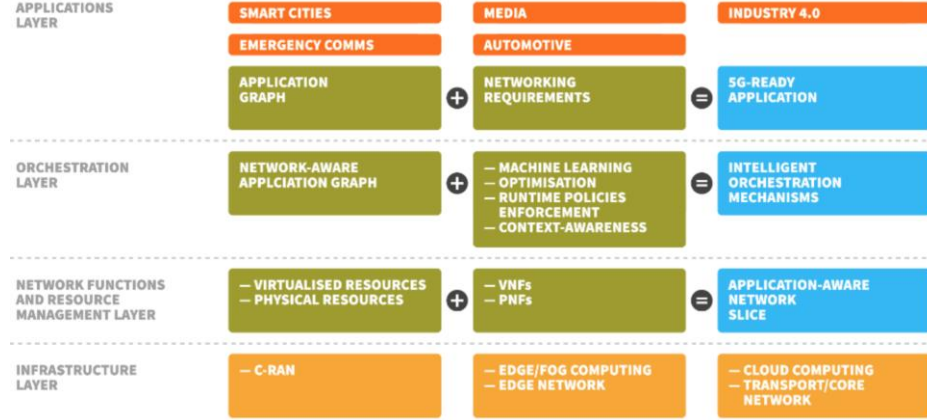 APPLICATIONS
LAYER
SMART CITIES
MEDIA
INDUSTRY 4.0
EMERGENCY COMMS
AUTOMOTIVE
APPLICATION
GRAPH
+
NETWORKING
REQUIREMENTS
=
5G-READY
APPLICATION
ORCHESTRATION
LAYER
NETWORK-AWARE
APPLCIATION GRAPH
+
— MACHINE LEARNING
— OPTIMISATION
— RUNTIME POLICIES
ENFORCEMENT
— CONTEXT-AWARENESS
=
INTELLIGENT
ORCHESTRATION
MECHANISMS
NETWORK FUNCTIONS
AND RESOURCE
MANAGEMENT LAYER
— VIRTUALISED RESOURCES
— PHYSICAL RESOURCES
+
— VNFs
— PNFs
=
APPLICATION-AWARE
NETWORK
SLICE
INFRASTRUCTURE
LAYER
— C-RAN
— EDGE/FOG COMPUTING
— EDGE NETWORK
— CLOUD COMPUTING
— TRANSPORT/CORE
NETWORK